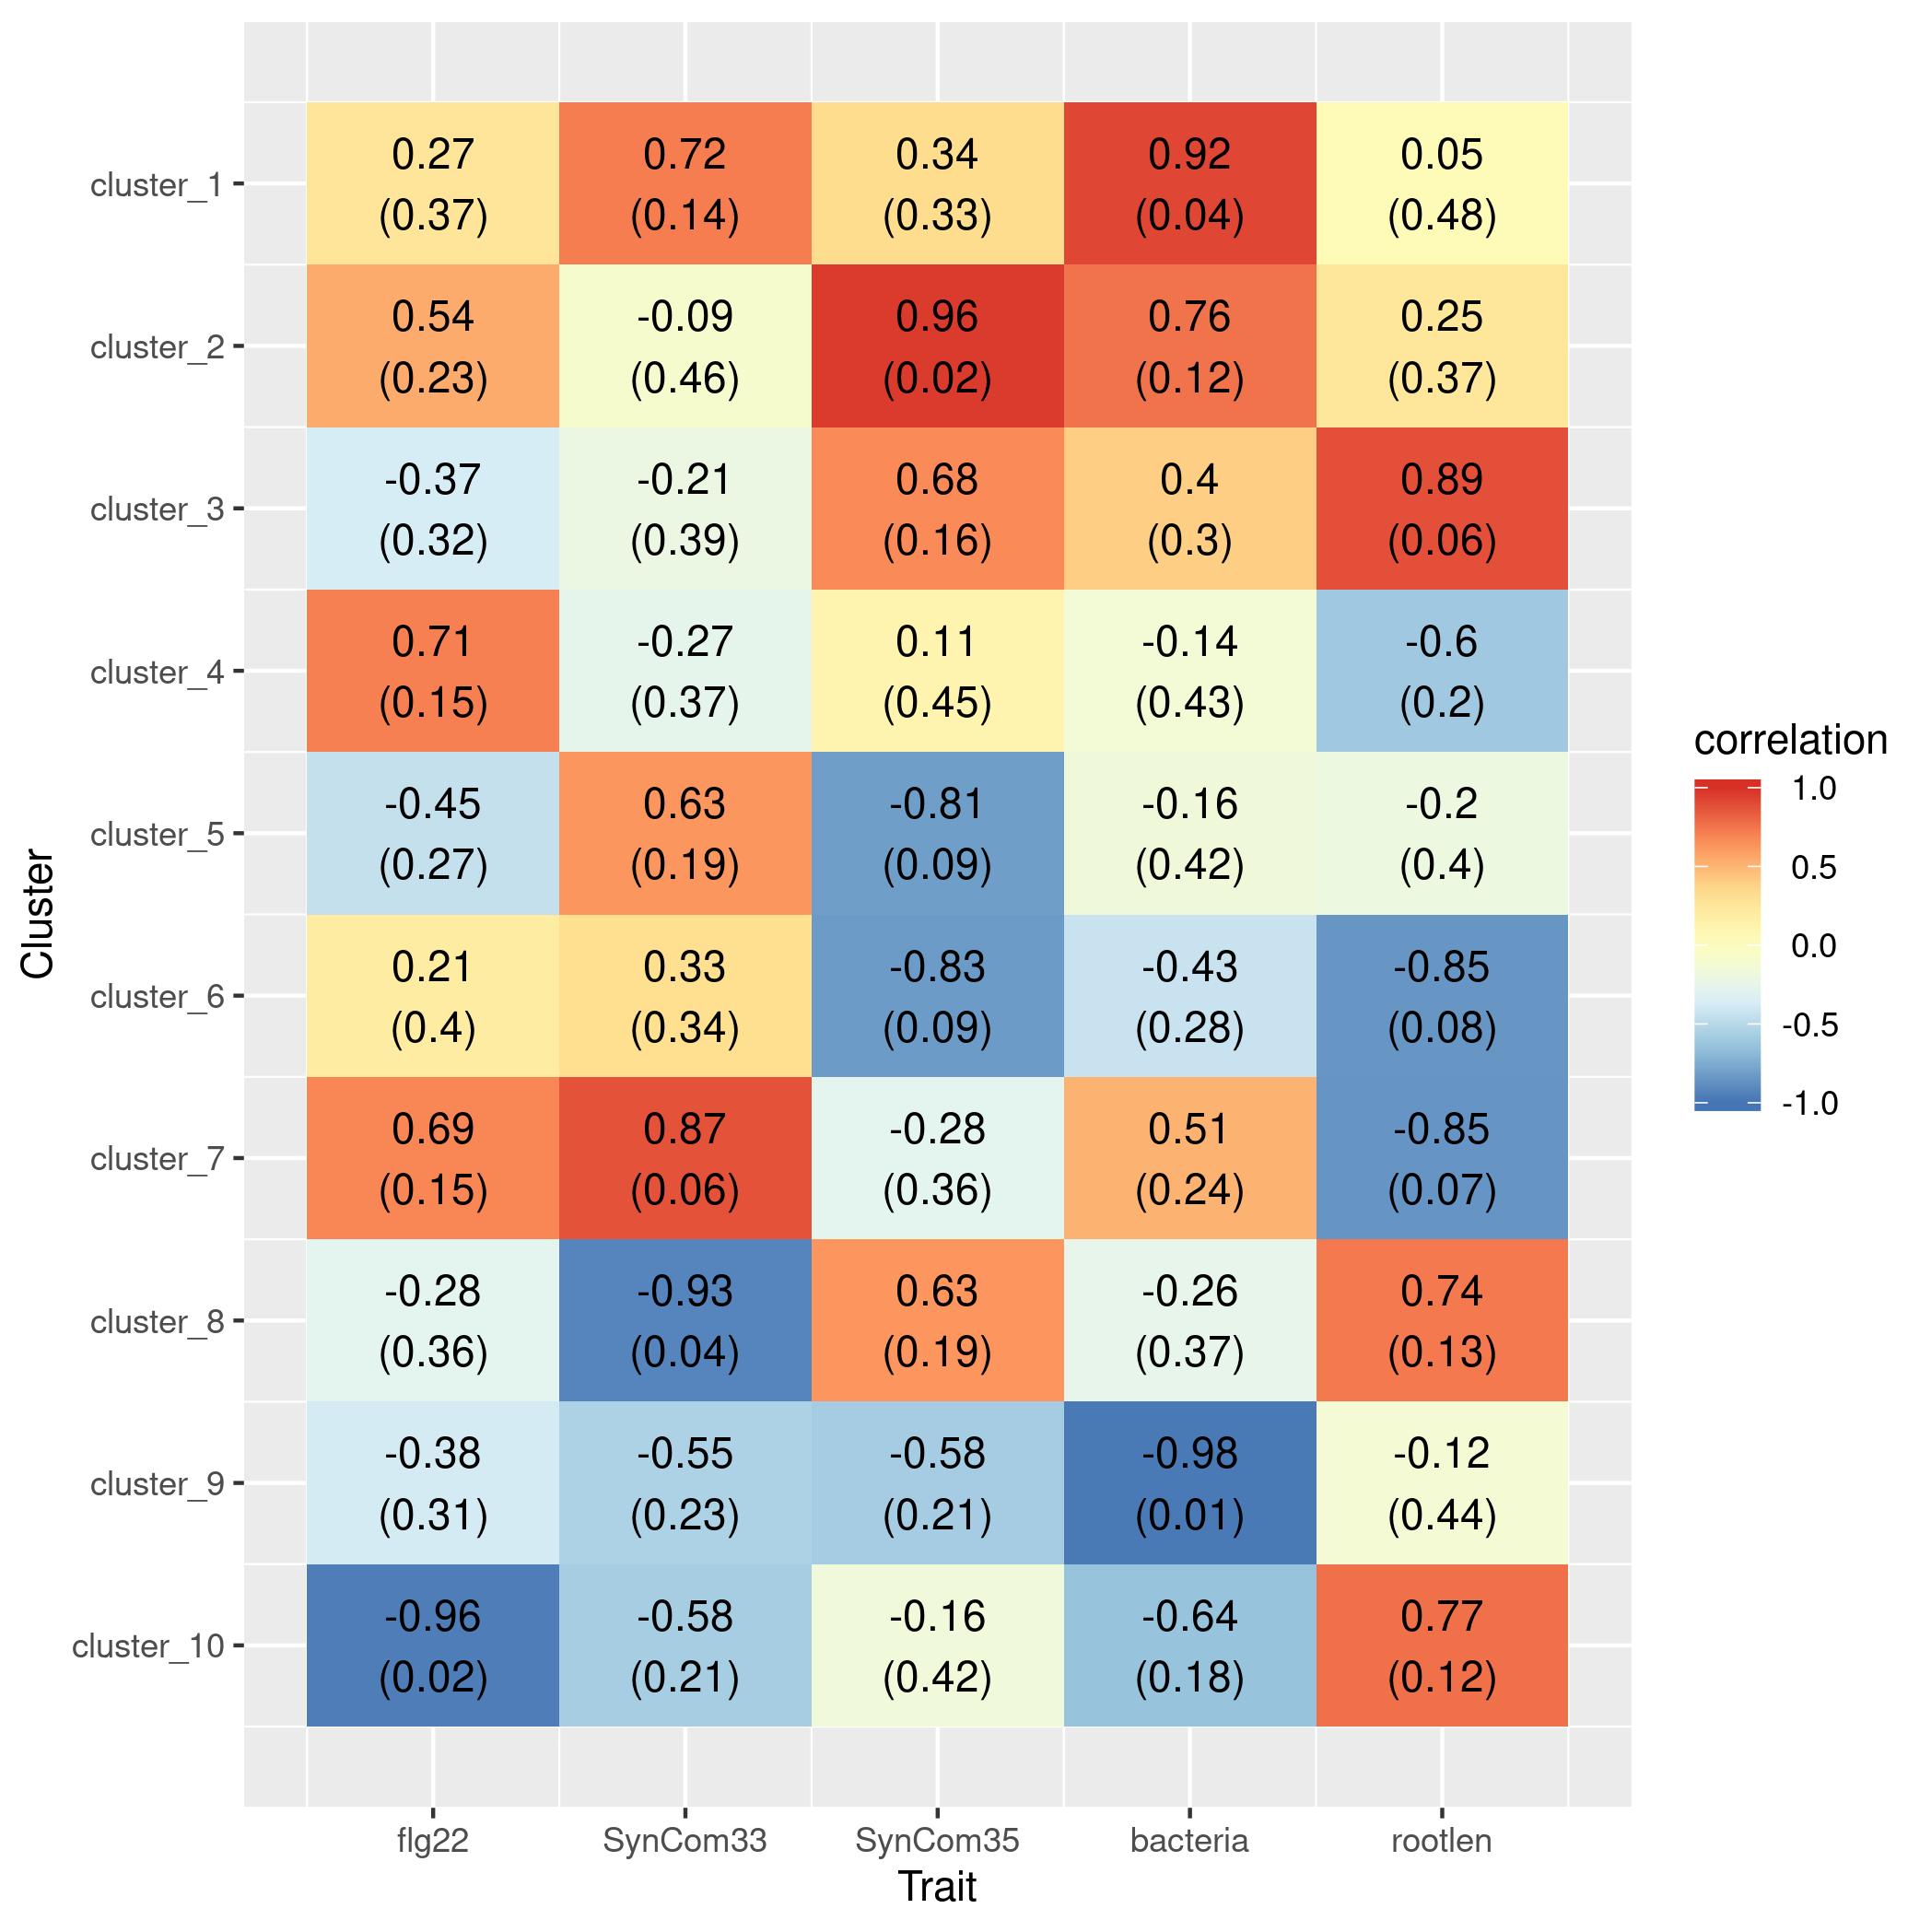 0.27 0.72 0.34 0.92 0.05
cluster_1
(0.37) (0.14) (0.33) (0.04) (0.48)
0.54 -0.09 0.96 0.76 0.25
cluster_2
(0.23) (0.46) (0.02) (0.12) (0.37)
-0.37 -0.21 0.68 0.4 0.89
cluster_3
(0.32) (0.39) (0.16) (0.3) (0.06)
0.71 -0.27 0.11 -0.14 -0.6
cluster_4
(0.15) (0.37) (0.45) (0.43) (0.2)
-0.45 0.63 -0.81 -0.16 -0.2
cluster_5
(0.27) (0.19) (0.09) (0.42) (0.4)
0.21 0.33 -0.83 -0.43 -0.85
cluster_6
(0.4) (0.34) (0.09) (0.28) (0.08)
0.69 0.87 -0.28 0.51 -0.85
cluster_7
(0.15) (0.06) (0.36) (0.24) (0.07)
-0.28 -0.93 0.63 -0.26 0.74
cluster_8
(0.36) (0.04) (0.19) (0.37) (0.13)
-0.38 -0.55 -0.58 -0.98 -0.12
cluster_9
(0.31) (0.23) (0.21) (0.01) (0.44)
-0.96 -0.58 -0.16 -0.64 0.77
cluster_10
(0.02) (0.21) (0.42) (0.18) (0.12)
flg22 SynCom33 SynCom35 bacteria rootlen
Trait
Cluster
correlation
1.0
0.5
0.0
-0.5
-1.0